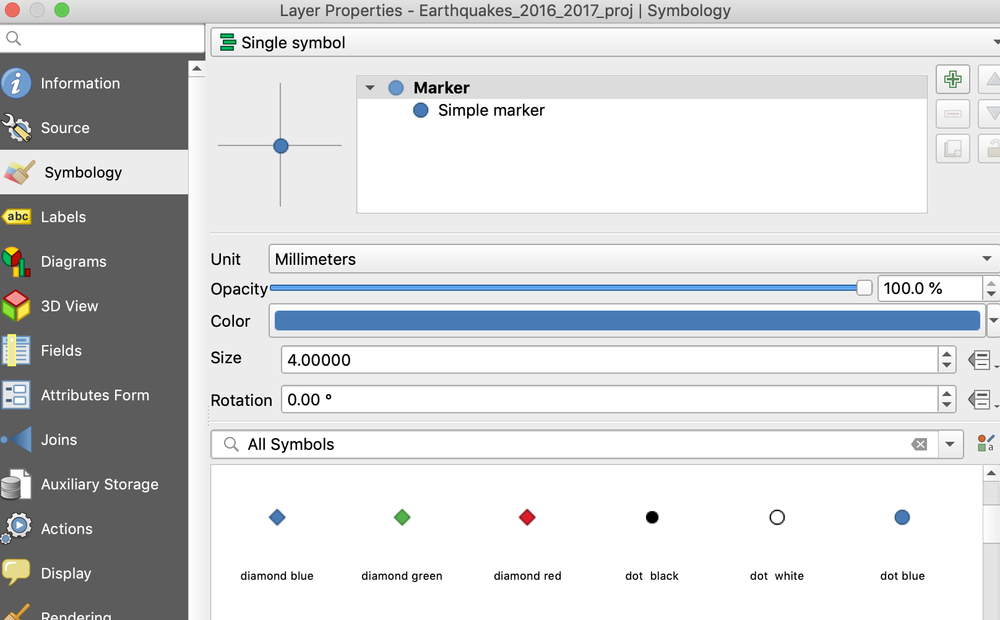 Layer Properties - Earthquakes_2016_2017_proj | Symbology
Single symbol
Information
Source
Symbology
abc Labels
Diagrams
3D View
Fields
Attributes Form
Joins
Auxiliary Storage
Actions
Display
Rendering
Marker
Simple marker
Unit Millimeters
Opacity 100.0 %
Color
Size 4.00000
Rotation 0.00 °
All Symbols
a
diamond blue diamond green diamond red dot black dot white dot blue